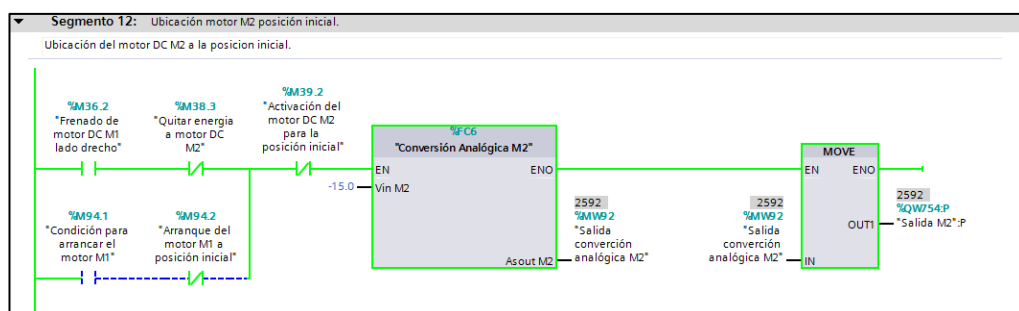 Segmento 12: Ubicación motor M2 posición inicial.
Ubicación del motor DC M2 a la posicion inicial.
%M36.2
"Frenado de
motor DC M1
lado drecho"
%M38.3
"Quitar energia
a motor DC
M2"
%M39.2
"Activación del
motor DC M2
para la
posición inicial"
%FC6
"Conversión Analógica M2"
EN
ENO
-15.0
Vin M2
Asout M2
2592
%MW92
"Salida
converción
analógica M2"
MOVE
EN
ENO
2592
%MW92
"Salida
converción
analógica M2"
IN
OUT1
2592
%QW754:P
"Salida M2":P
%M94.1
"Condición para
arrancar el
motor M1"
%M94.2
"Arranque del
motor M1 a
posición inicial"